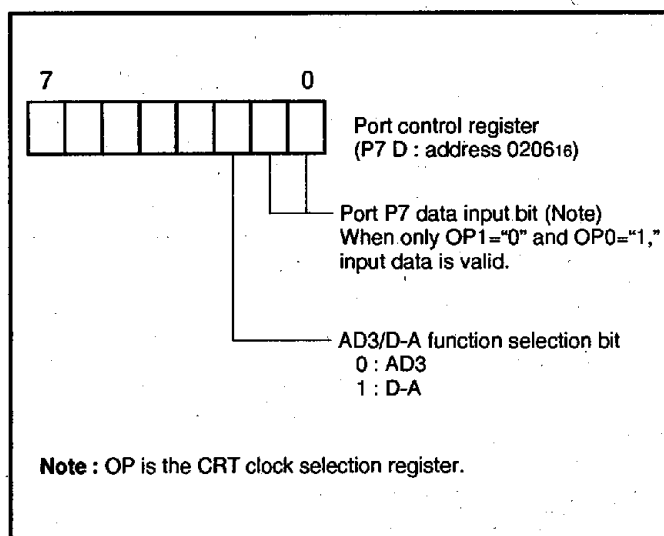 7 0
Port control register
(P7 D : address 0206₁₆)
Port P7 data input bit (Note)
When only OP1="0" and OP0="1,"
input data is valid.
AD3/D-A function selection bit
0 : AD3
1 : D-A
Note : OP is the CRT clock selection register.